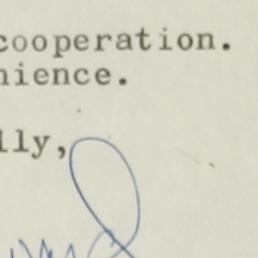 cooperation.
nience.
lly,